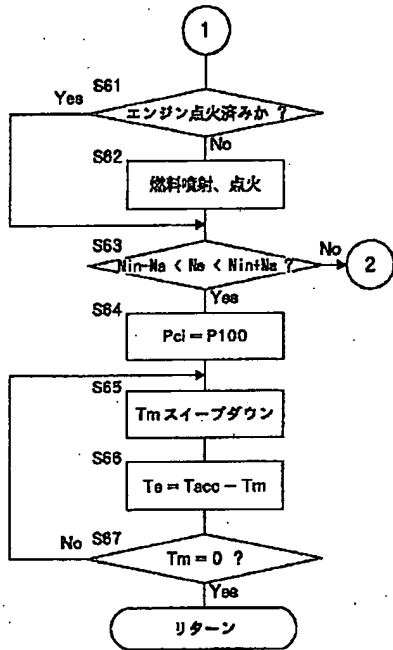 1
S61
Yes
エンジン点火済みか ?
S62
No
燃料噴射、点火
S63
No
Nin−Na < Ne < Nin+Na ?
2
S64
Yes
Pci = P100
S65
Tmスイープダウン
S66
Te = Tacc − Tm
S67
No
Tm = 0 ?
Yes
リターン